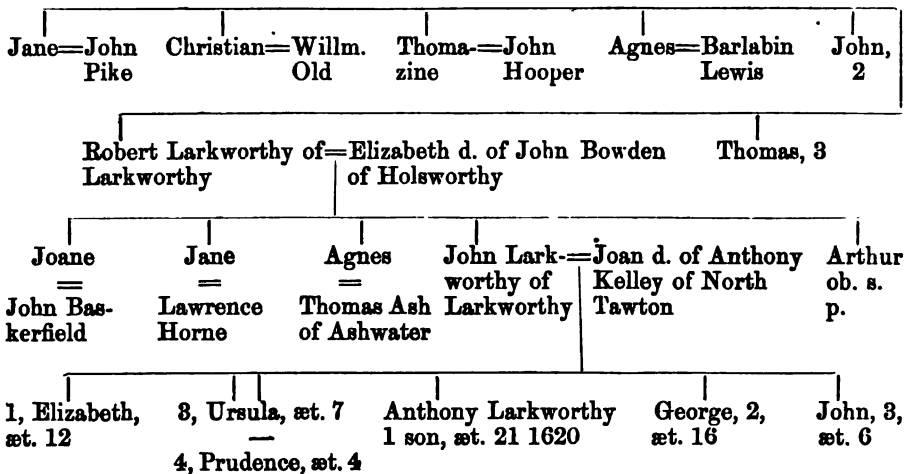 Jane=John Pike Christian=Willm. Old Thoma-zine=John Hooper Agnes=Barlabin Lewis John, 2
Robert Larkworthy of Larkworthy=Elizabeth d. of John Bowden of Holsworthy Thomas, 3
Joane = John Bas-kerfield
Jane = Lawrence Horne
Agnes = Thomas Ash of Ashwater
John Lark-worthy of Larkworthy=Joan d. of Anthony Kelley of North Tawton
Arthur ob. s. p.
1, Elizabeth, æt. 12
3, Ursula, æt. 7
4, Prudence, æt. 4
Anthony Larkworthy 1 son, æt. 21 1620
George, 2, æt. 16
John, 3, æt. 6